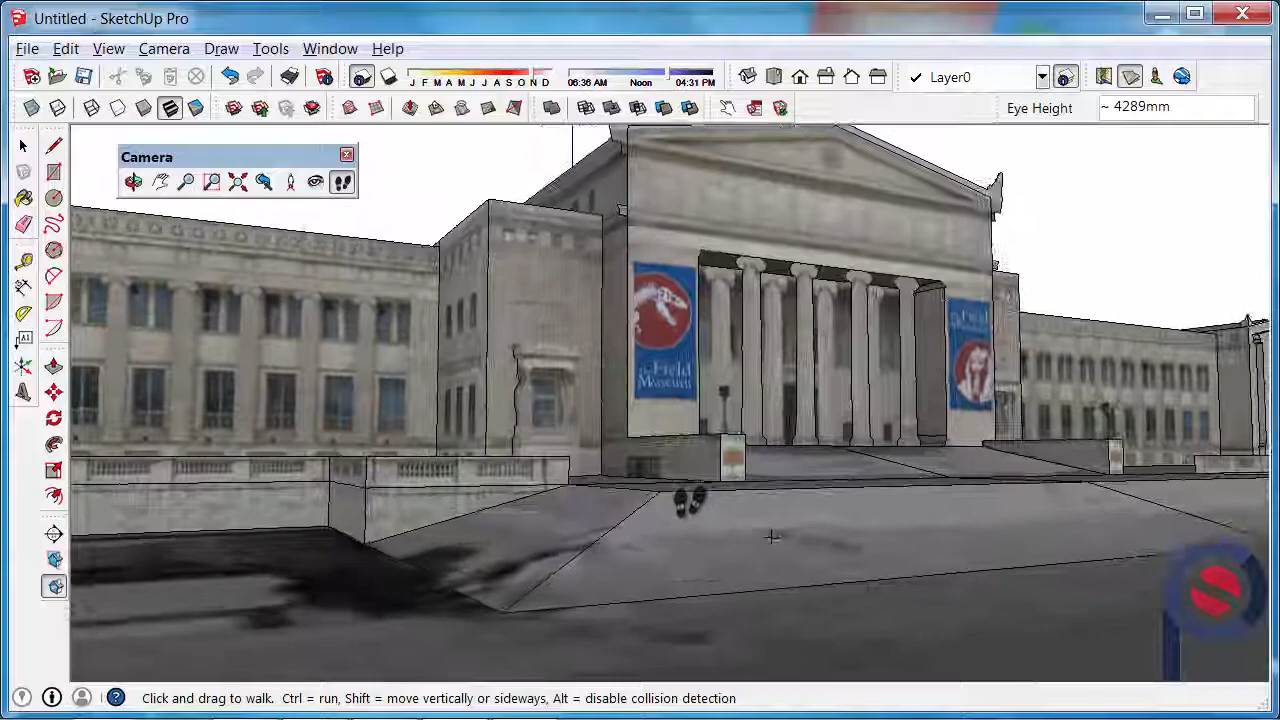 Untitled - SketchUp Pro
File Edit View Camera Draw Tools Window Help
J F M A M J J A S O N D
06:36 AM Noon 04:31 PM
Layer0
Eye Height ~ 4289mm
Camera
A1
The Field
Museum
Click and drag to walk. Ctrl = run, Shift = move vertically or sideways, Alt = disable collision detection